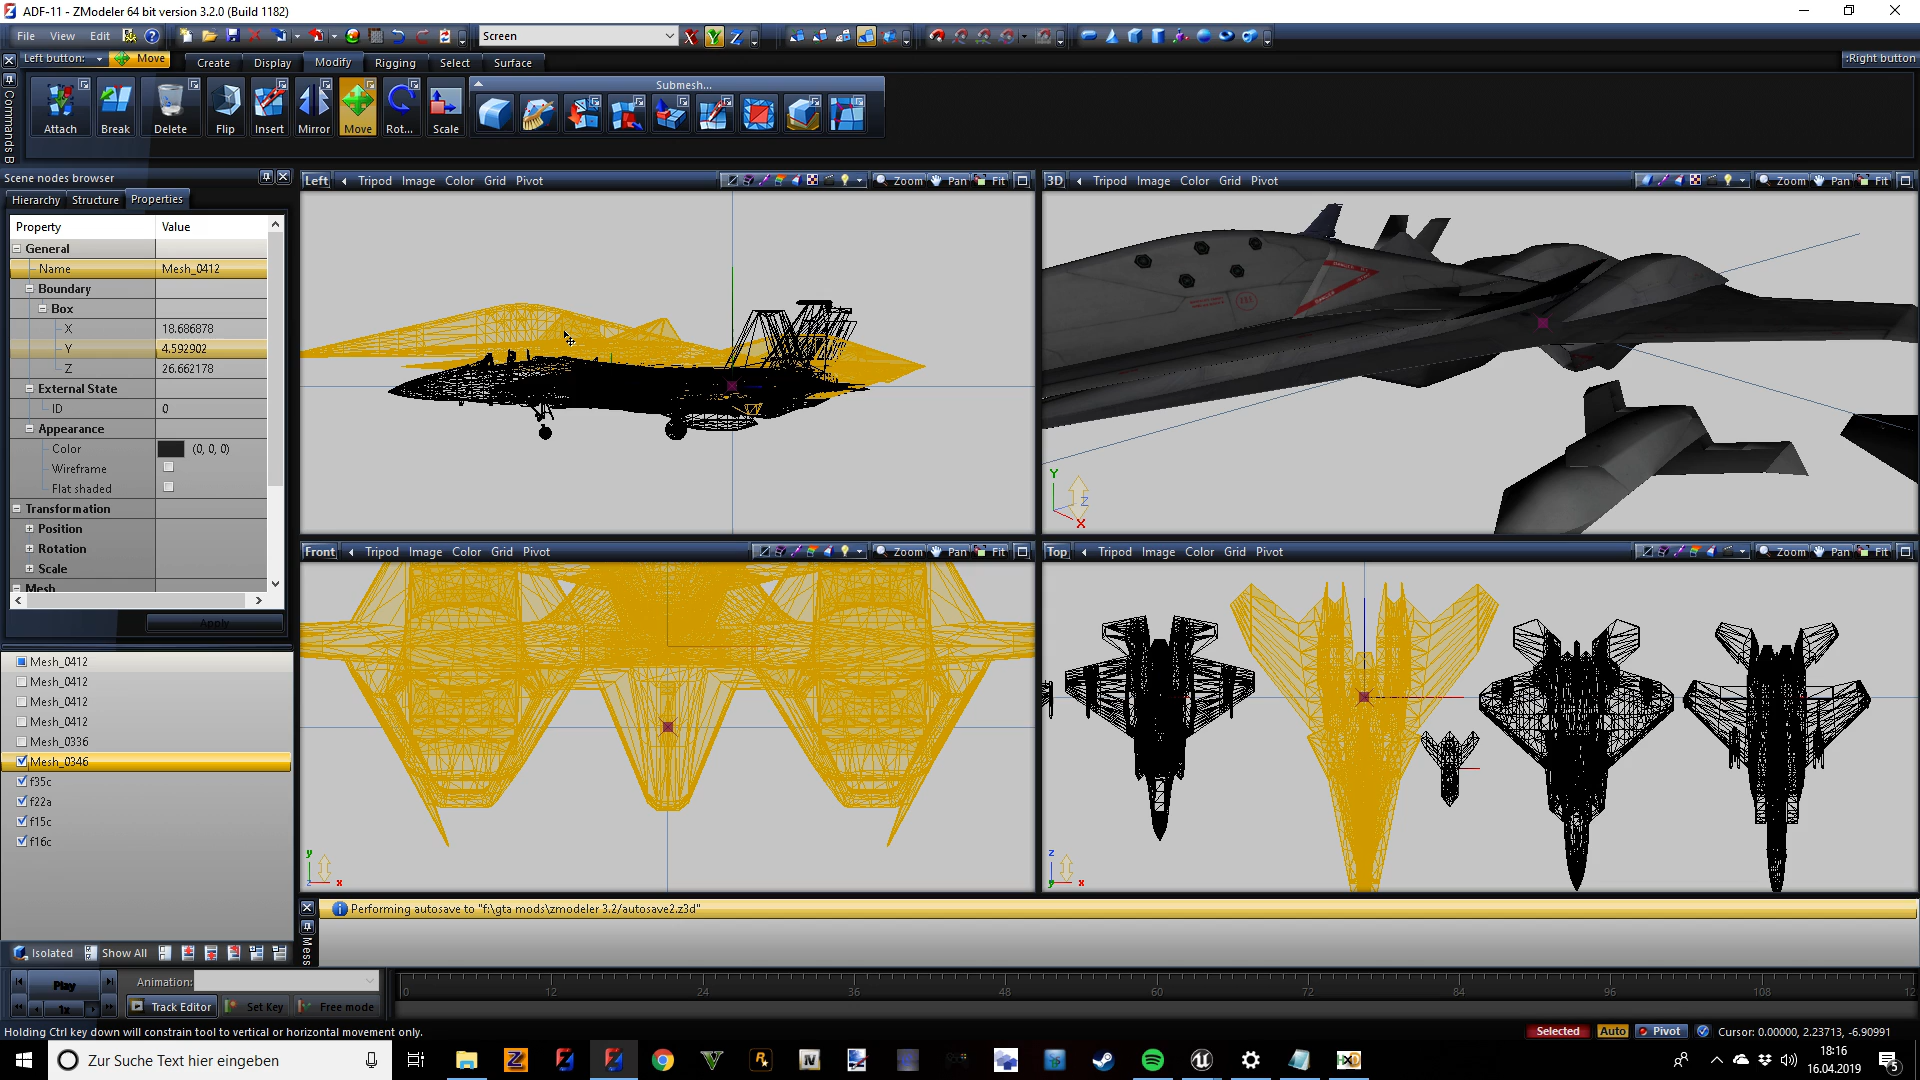 ADF-11 - ZModeler 64 bit version 3.2.0 (Build 1182)
File View Edit
Screen
Left button: Move
Create Display Modify Rigging Select Surface
:Right button
Commands B
Submesh...
Attach Break Delete Flip Insert Mirror Move Rot... Scale
Scene nodes browser
Hierarchy Structure Properties
Property Value
General
Name Mesh_0412
Boundary
Box
X 18.686878
Y 4.592902
Z 26.662178
External State
ID 0
Appearance
Color (0, 0, 0)
Wireframe
Flat shaded
Transformation
Position
Rotation
Scale
Mesh
Apply
Mesh_0412
Mesh_0412
Mesh_0412
Mesh_0412
Mesh_0336
Mesh_0346
f35c
f22a
f15c
f16c
Isolated Show All
Left Tripod Image Color Grid Pivot Zoom Pan Fit
3D Tripod Image Color Grid Pivot Zoom Pan Fit
Y
Z
X
Front Tripod Image Color Grid Pivot Zoom Pan Fit
y
z x
Top Tripod Image Color Grid Pivot Zoom Pan Fit
z
y x
Performing autosave to "f:\gta mods\zmodeler 3.2/autosave2.z3d"
Mess
Play
1x
Animation:
Track Editor Set Key Free mode
0 12 24 36 48 60 72 84 96 108 12
Holding Ctrl key down will constrain tool to vertical or horizontal movement only.
Selected Auto Pivot Cursor: 0.00000, 2.23713, -6.90991
Zur Suche Text hier eingeben
18:16
16.04.2019
5